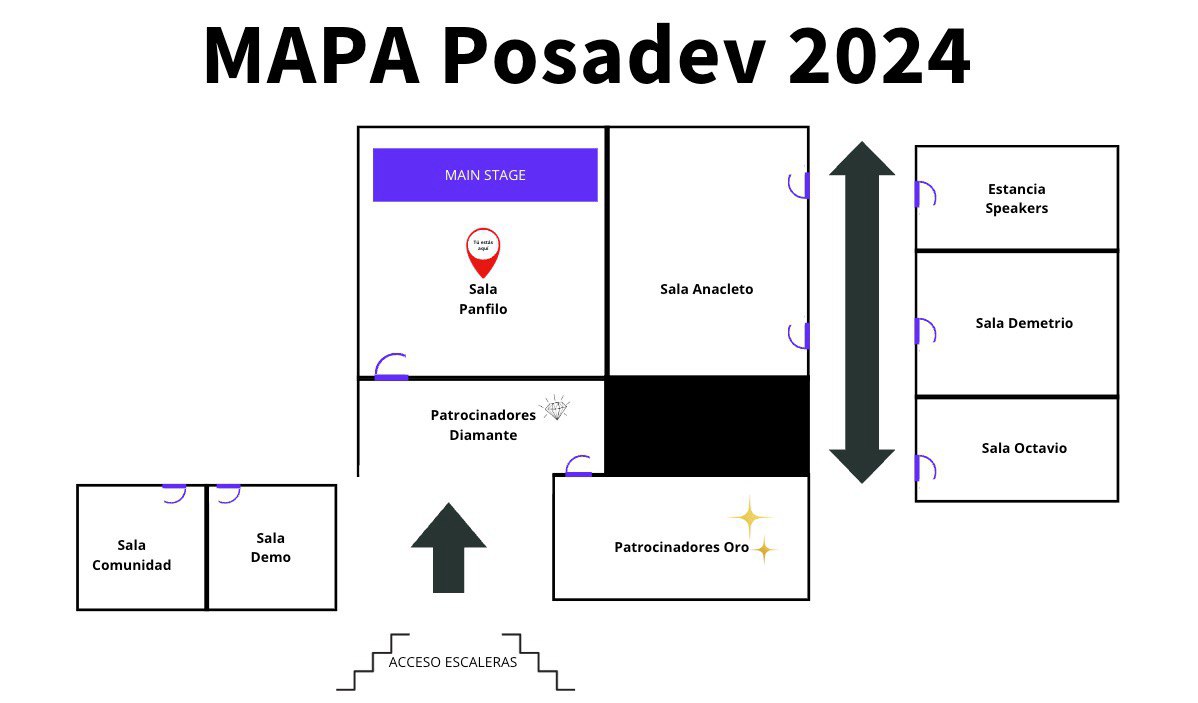 MAPA Posadev 2024
MAIN STAGE
Tú estás
aquí
Sala
Panfilo
Sala Anacleto
Estancia
Speakers
Sala Demetrio
Sala Octavio
Patrocinadores
Diamante
Sala
Comunidad
Sala
Demo
Patrocinadores Oro
ACCESO ESCALERAS